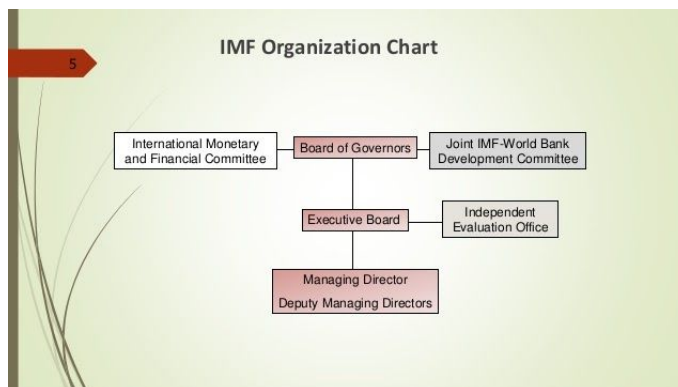 IMF Organization Chart
5
International Monetary
and Financial Committee
Board of Governors
Joint IMF-World Bank
Development Committee
Executive Board
Independent
Evaluation Office
Managing Director
Deputy Managing Directors